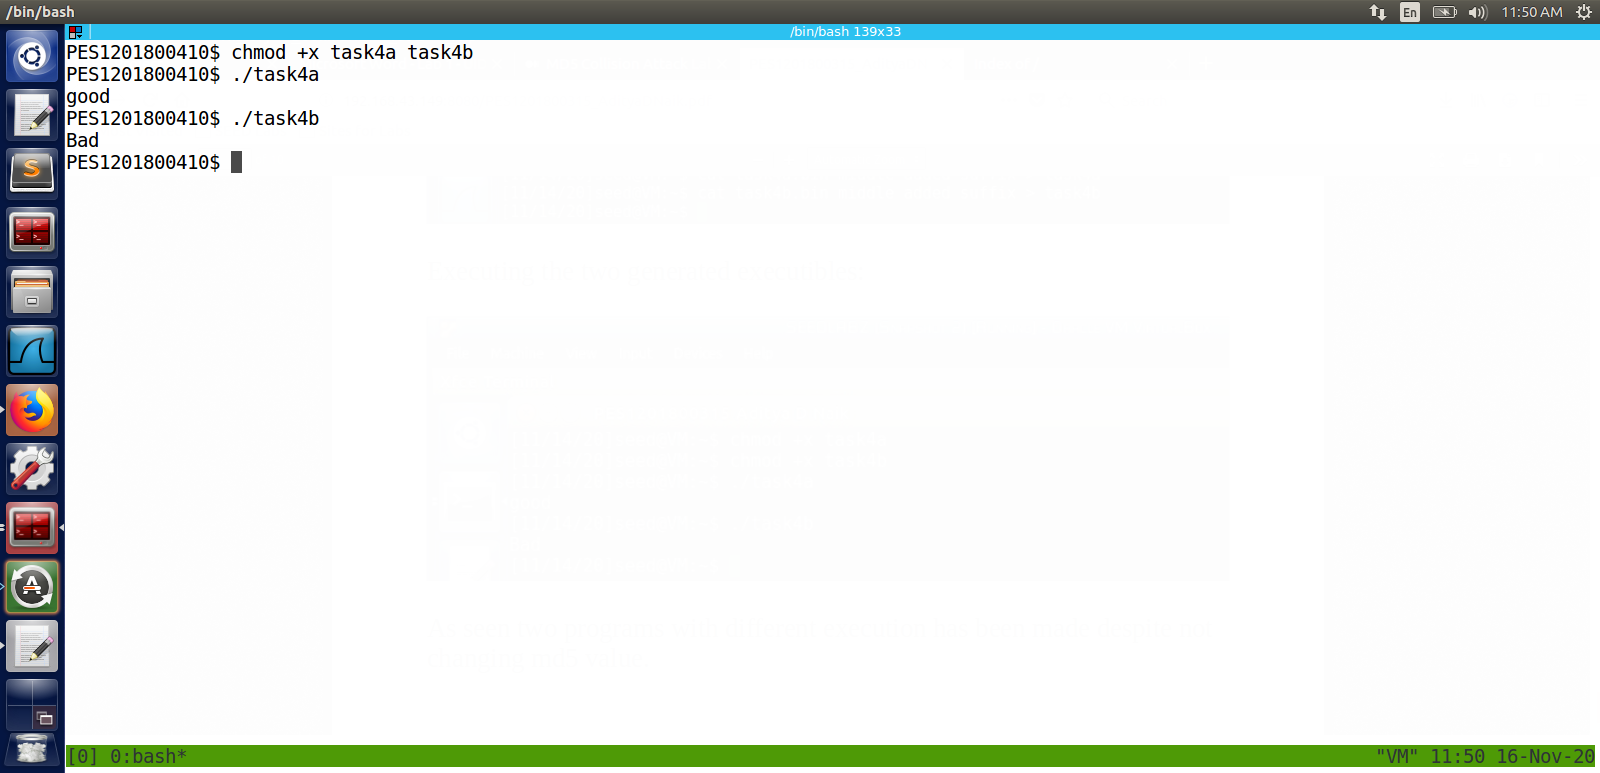 /bin/bash
En
11:50 AM
/bin/bash 139x33
PES1201800410$ chmod +x task4a task4b
PES1201800410$ ./task4a
good
PES1201800410$ ./task4b
Bad
PES1201800410$
[0] 0:bash*
"VM" 11:50 16-Nov-20